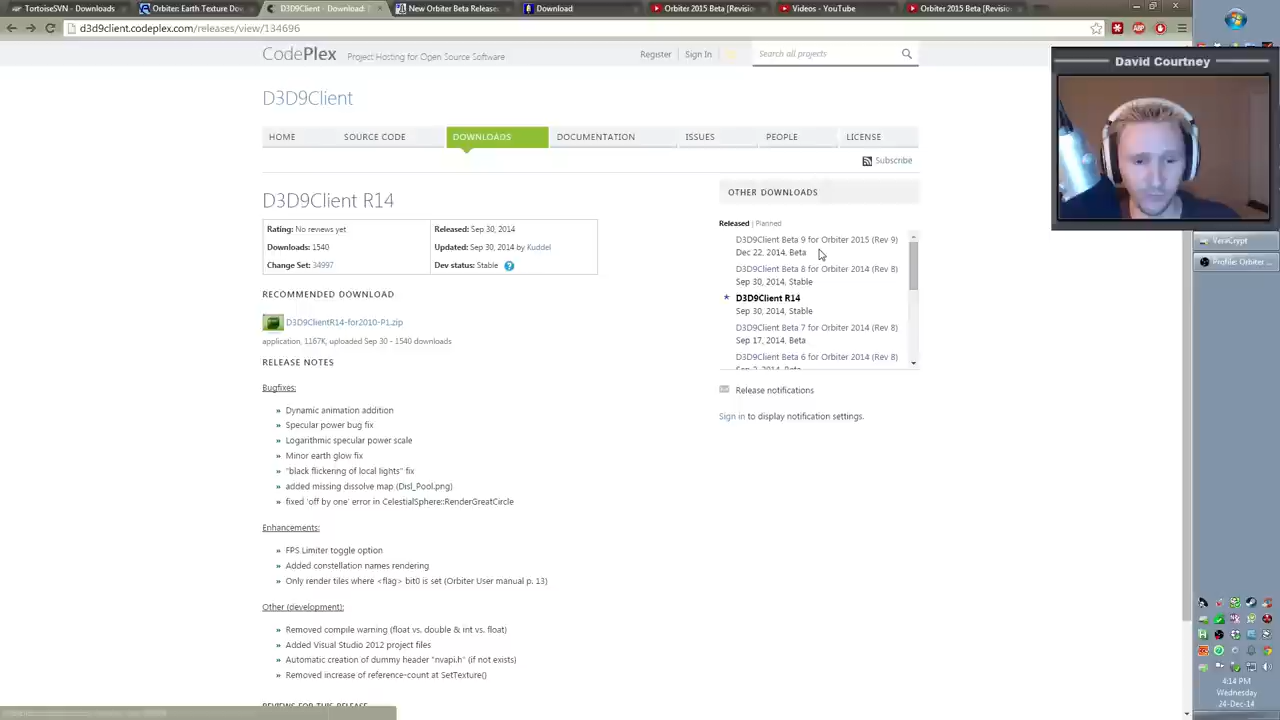 TortoiseSVN – Downloads
Orbiter: Earth Texture Dow
D3D9Client
New Orbiter Beta Release
Download
Orbiter 2015 Beta [Revision
Videos - YouTube
Orbiter 2015 Beta [Revision
d3d9client.codeplex.com/releases/view/134696
CodePlex Project Hosting for Open Source Software
Register | Sign In
Search all projects
David Courtney
D3D9Client
HOME SOURCE CODE DOWNLOADS DOCUMENTATION ISSUES PEOPLE LICENSE
Subscribe
D3D9Client R14
Rating: No reviews yet
Released: Sep 30, 2014
Downloads: 1540
Updated: Sep 30, 2014 by Kuddel
Change Set: 34997
Dev status: Stable ?
RECOMMENDED DOWNLOAD
D3D9ClientR14-for2010-P1.zip
application, 1167K, uploaded Sep 30 - 1540 downloads
RELEASE NOTES
Bugfixes:
» Dynamic animation addition
» Specular power bug fix
» Logarithmic specular power scale
» Minor earth glow fix
» "black flickering of local lights" fix
» added missing dissolve map (Disl_Pool.png)
» fixed 'off by one' error in CelestialSphere::RenderGreatCircle
Enhancements:
» FPS Limiter toggle option
» Added constellation names rendering
» Only render tiles where <flag> bit0 is set (Orbiter User manual p. 13)
Other (development):
» Removed compile warning (float vs. double & int vs. float)
» Added Visual Studio 2012 project files
» Automatic creation of dummy header "nvapi.h" (if not exists)
» Removed increase of reference-count at SetTexture()
REVIEWS FOR THIS RELEASE
OTHER DOWNLOADS
Released | Planned
D3D9Client Beta 9 for Orbiter 2015 (Rev 9)
Dec 22, 2014, Beta
D3D9Client Beta 8 for Orbiter 2014 (Rev 8)
Sep 30, 2014, Stable
* D3D9Client R14
Sep 30, 2014, Stable
D3D9Client Beta 7 for Orbiter 2014 (Rev 8)
Sep 17, 2014, Beta
D3D9Client Beta 6 for Orbiter 2014 (Rev 8)
Release notifications
Sign in to display notification settings.
VeraCrypt
Profile: Orbiter ...
4:14 PM
Wednesday
24-Dec-14